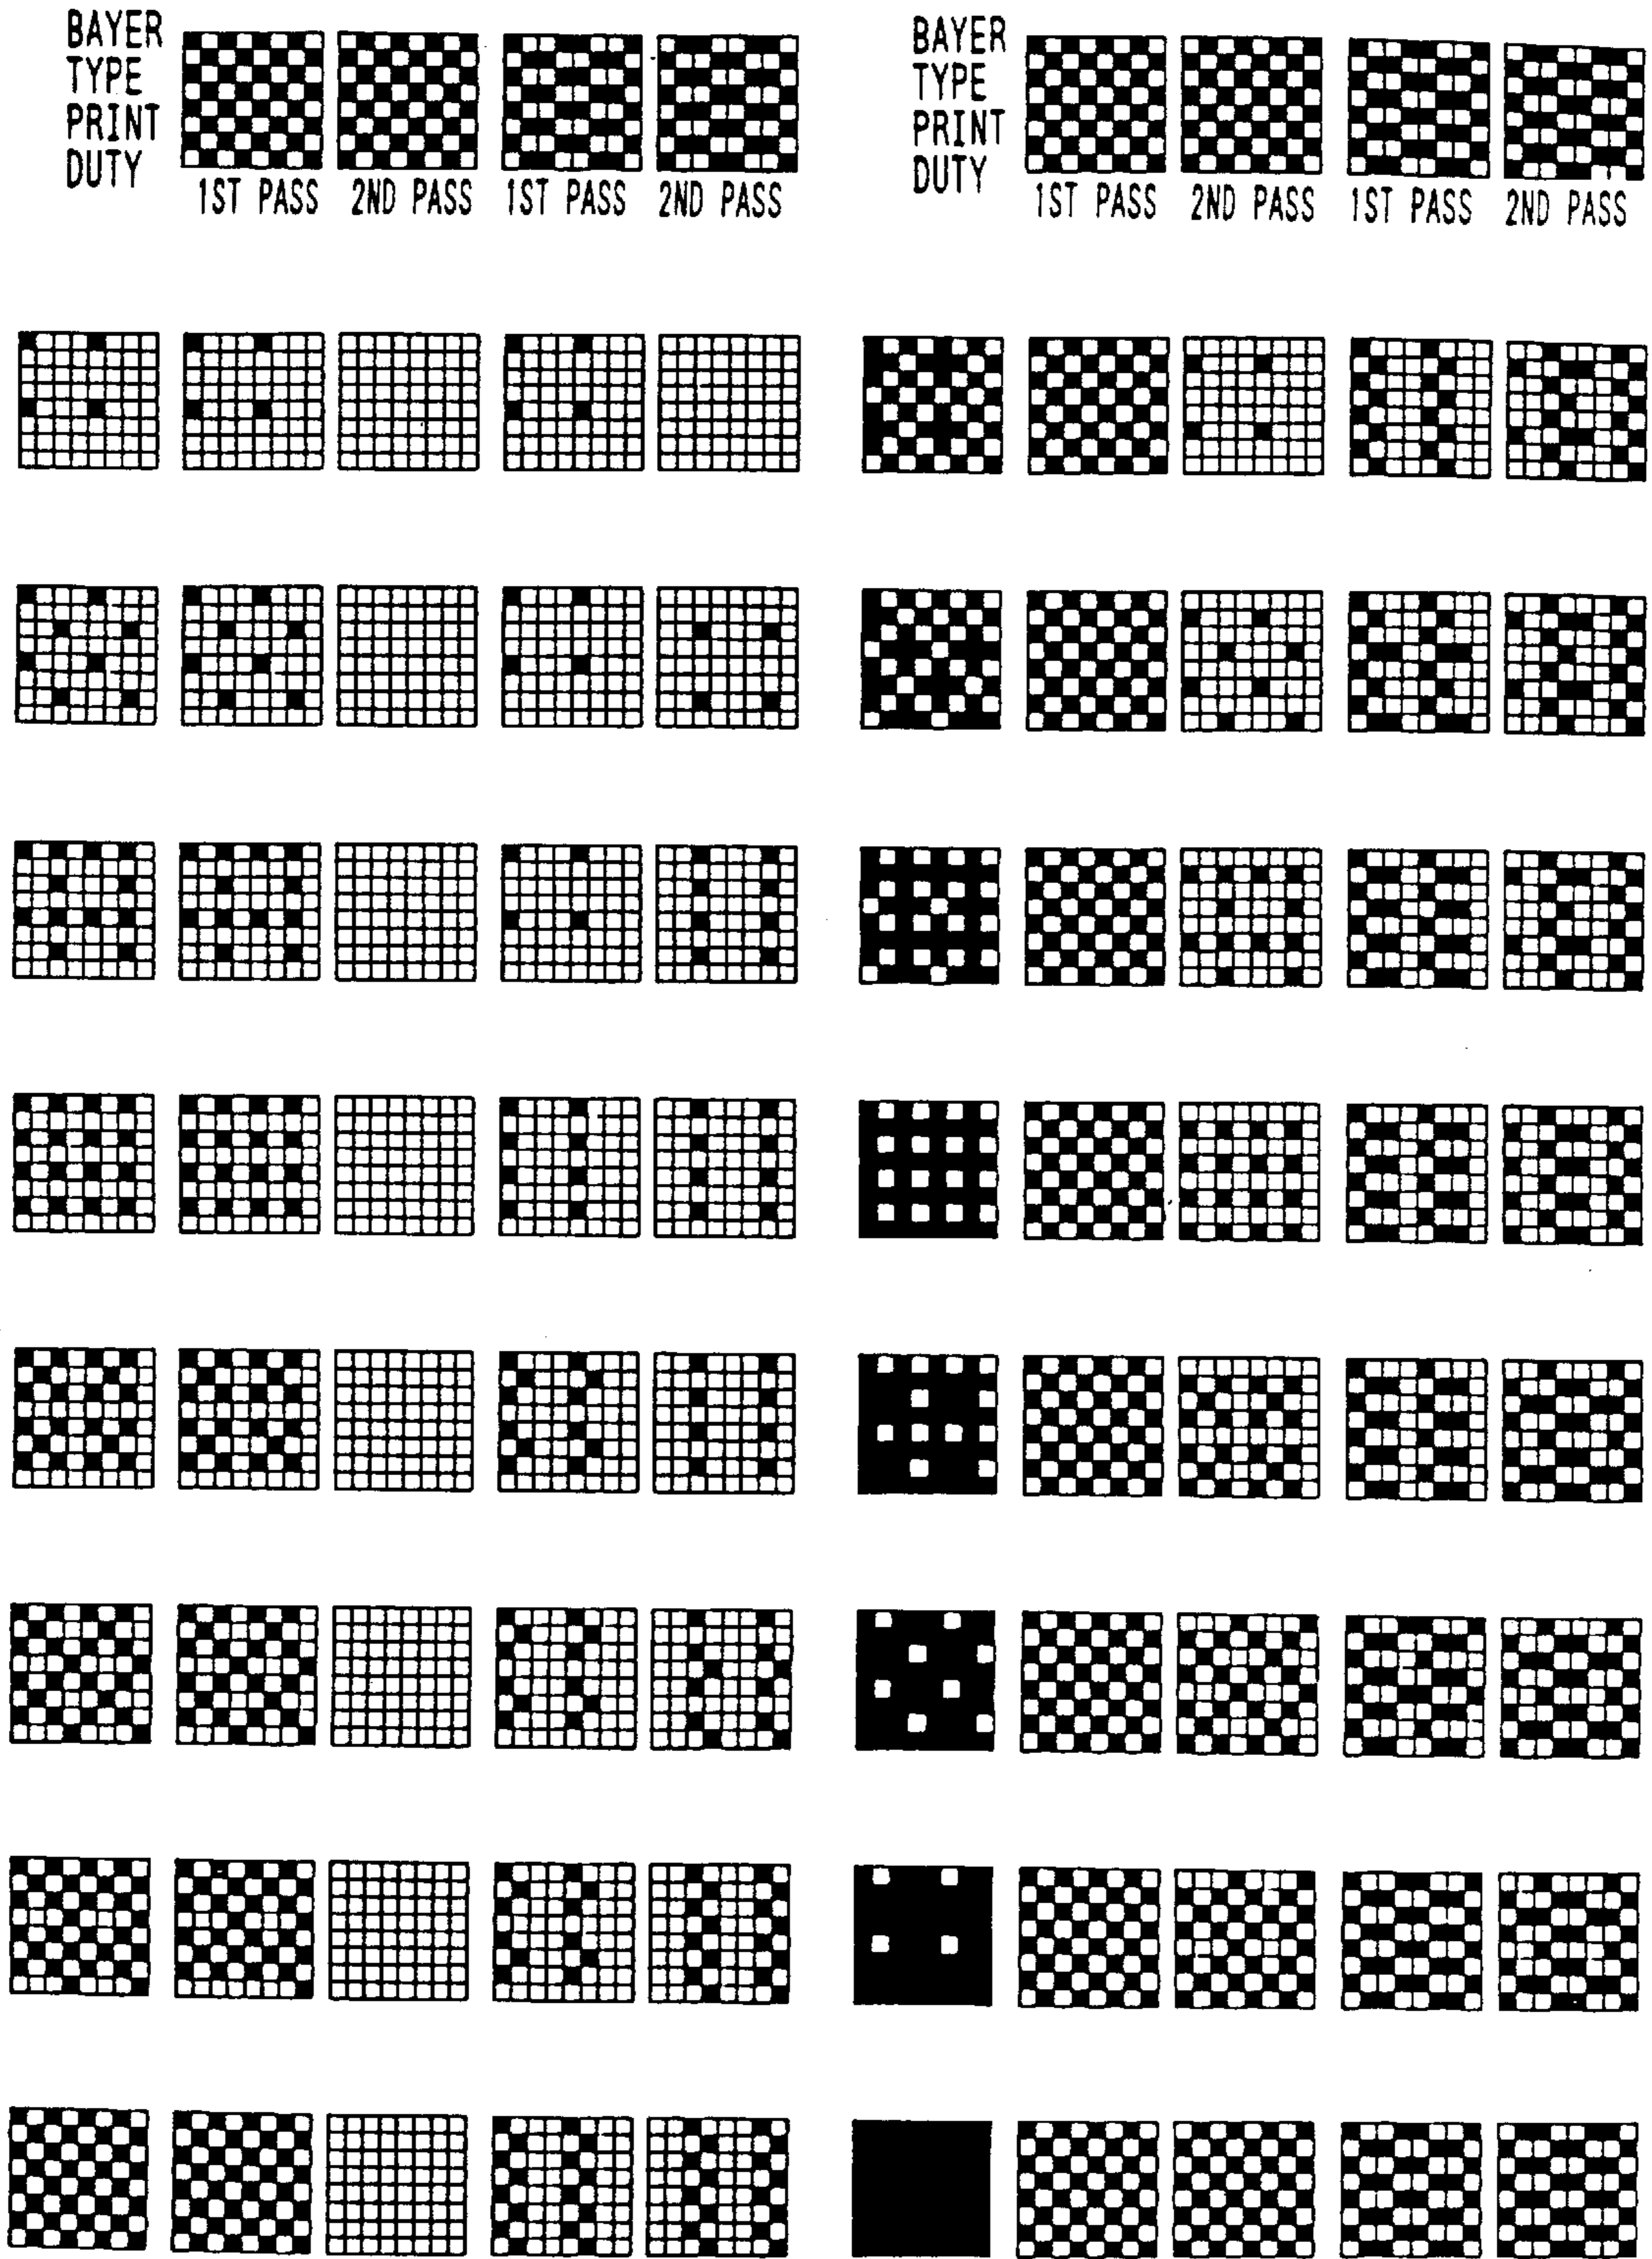 BAYER
TYPE
PRINT
DUTY
1ST PASS 2ND PASS 1ST PASS 2ND PASS
BAYER
TYPE
PRINT
DUTY
1ST PASS 2ND PASS 1ST PASS 2ND PASS